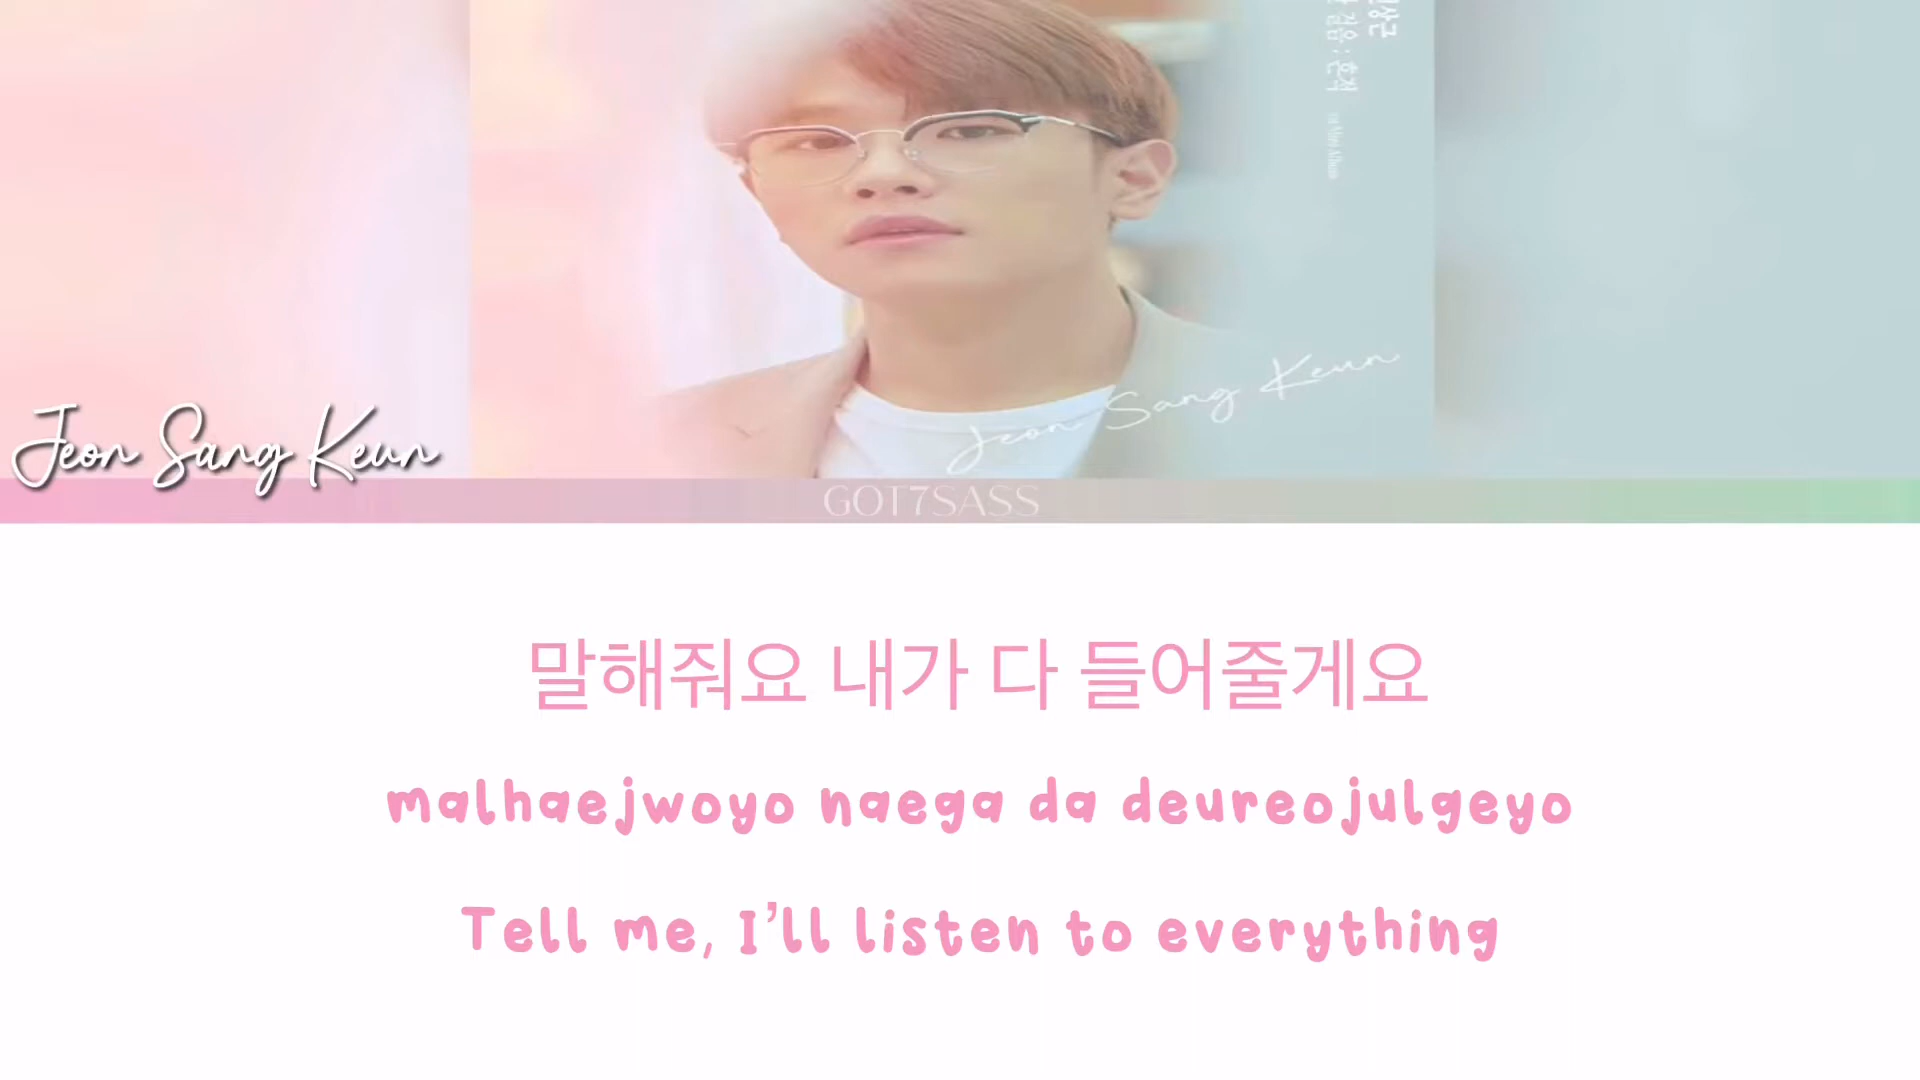 Jeon Sang Keun
Jeon Sang Keun
GOT7SASS
말해줘요 내가 다 들어줄게요
malhaejwoyo naega da deureojulgeyo
Tell me, I’ll listen to everything